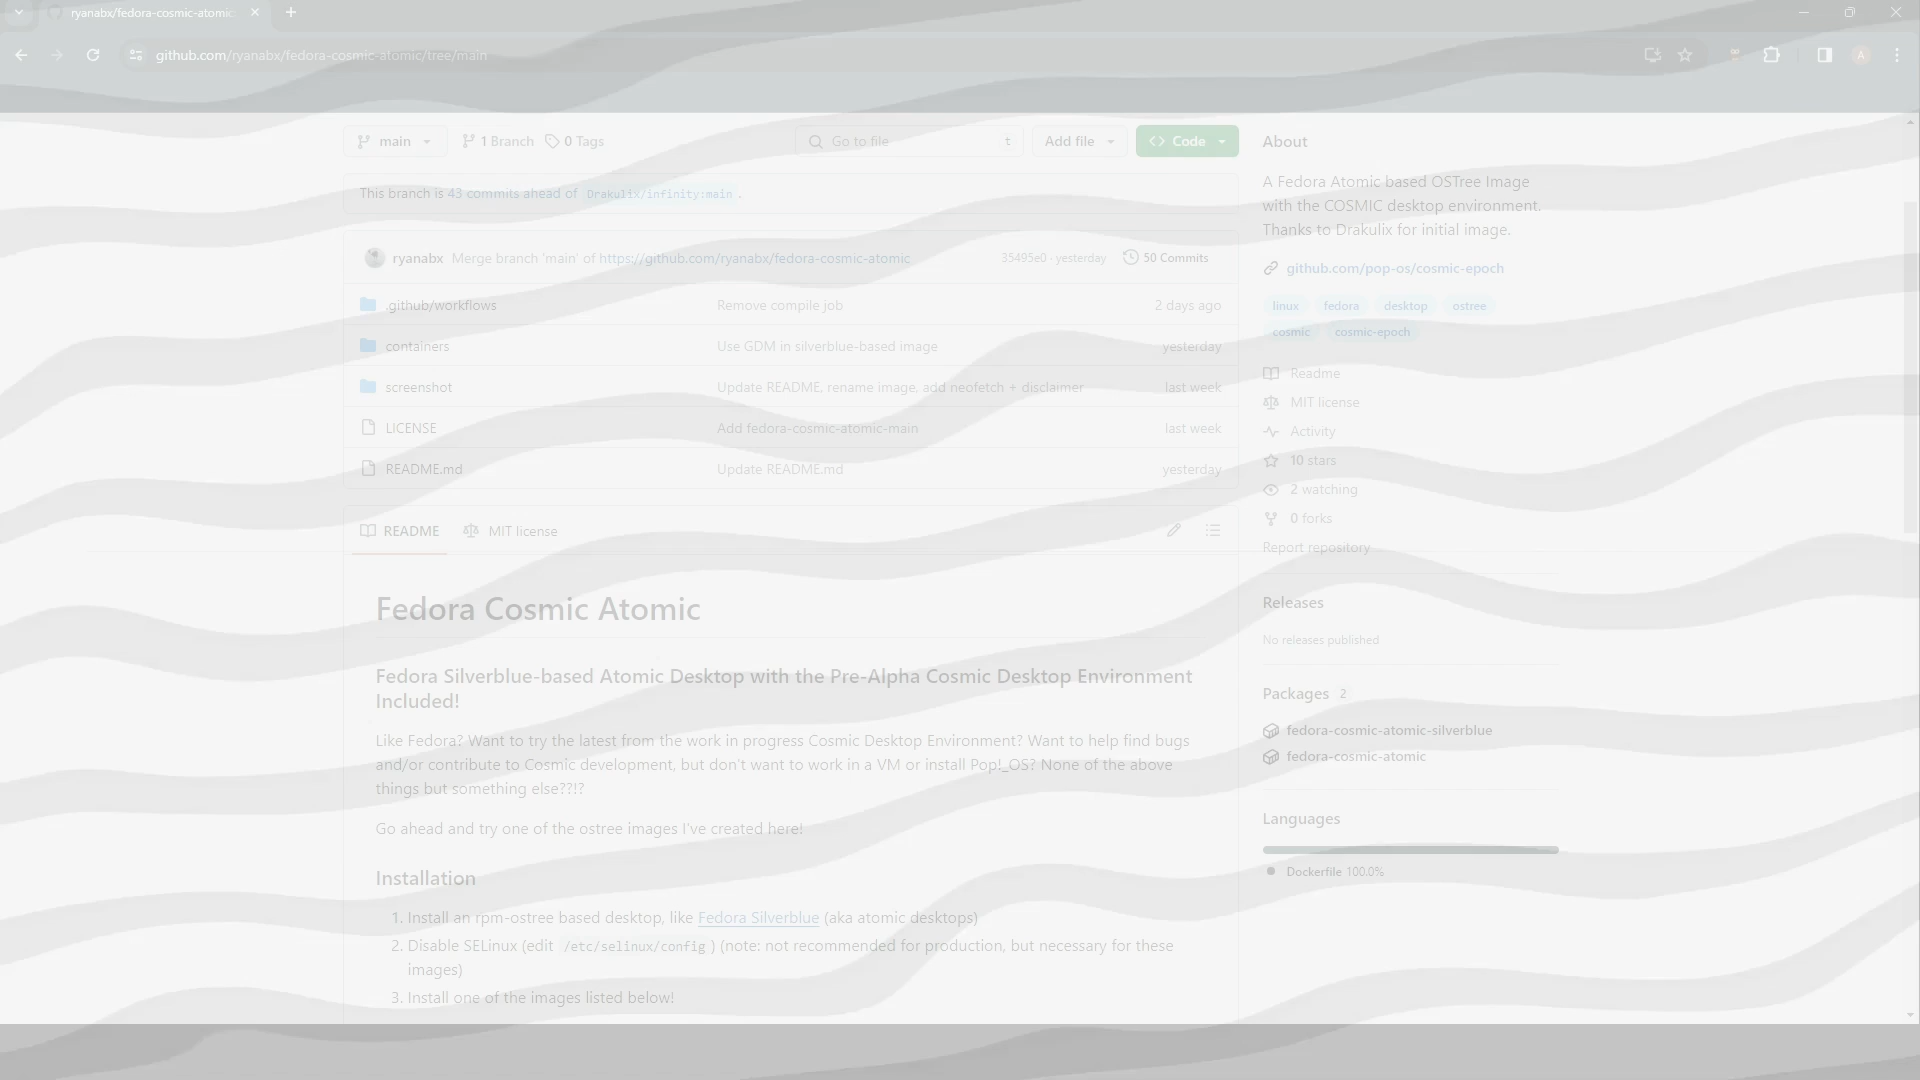 ryanabx/fedora-cosmic-atomic
github.com/ryanabx/fedora-cosmic-atomic/tree/main
A
main
1 Branch
0 Tags
Go to file
t
Add file
Code
This branch is 43 commits ahead of Drakulix/infinity:main .
ryanabx Merge branch 'main' of https://github.com/ryanabx/fedora-cosmic-atomic
35495e0 · yesterday
50 Commits
.github/workflows Remove compile job 2 days ago
containers Use GDM in silverblue-based image yesterday
screenshot Update README, rename image, add neofetch + disclaimer last week
LICENSE Add fedora-cosmic-atomic-main last week
README.md Update README.md yesterday
README
MIT license
Fedora Cosmic Atomic
Fedora Silverblue-based Atomic Desktop with the Pre-Alpha Cosmic Desktop Environment
Included!
Like Fedora? Want to try the latest from the work in progress Cosmic Desktop Environment? Want to help find bugs
and/or contribute to Cosmic development, but don't want to work in a VM or install Pop!_OS? None of the above
things but something else??!?
Go ahead and try one of the ostree images I've created here!
Installation
1. Install an rpm-ostree based desktop, like Fedora Silverblue (aka atomic desktops)
2. Disable SELinux (edit /etc/selinux/config ) (note: not recommended for production, but necessary for these
images)
3. Install one of the images listed below!
About
A Fedora Atomic based OSTree Image
with the COSMIC desktop environment.
Thanks to Drakulix for initial image.
github.com/pop-os/cosmic-epoch
linux fedora desktop ostree
cosmic cosmic-epoch
Readme
MIT license
Activity
10 stars
2 watching
0 forks
Report repository
Releases
No releases published
Packages 2
fedora-cosmic-atomic-silverblue
fedora-cosmic-atomic
Languages
Dockerfile 100.0%